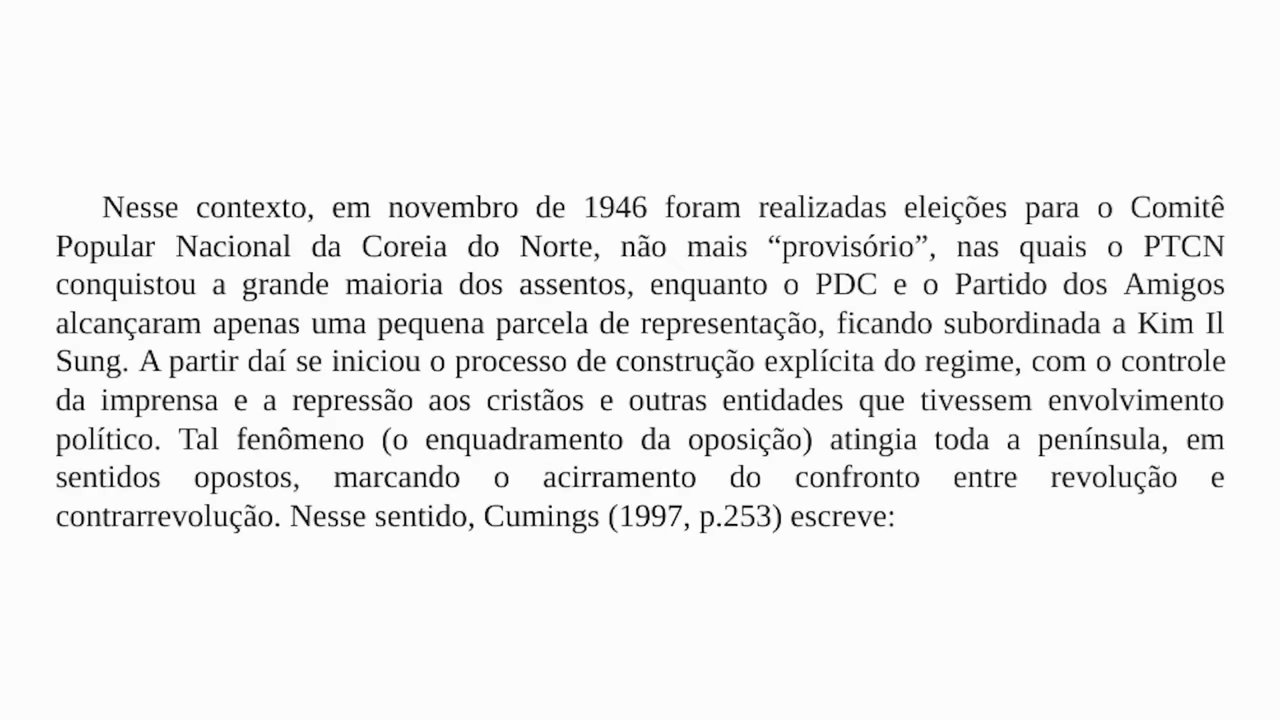 Nesse contexto, em novembro de 1946 foram realizadas eleições para o Comitê
Popular Nacional da Coreia do Norte, não mais “provisório”, nas quais o PTCN
conquistou a grande maioria dos assentos, enquanto o PDC e o Partido dos Amigos
alcançaram apenas uma pequena parcela de representação, ficando subordinada a Kim Il
Sung. A partir daí se iniciou o processo de construção explícita do regime, com o controle
da imprensa e a repressão aos cristãos e outras entidades que tivessem envolvimento
político. Tal fenômeno (o enquadramento da oposição) atingia toda a península, em
sentidos opostos, marcando o acirramento do confronto entre revolução e
contrarrevolução. Nesse sentido, Cumings (1997, p.253) escreve: